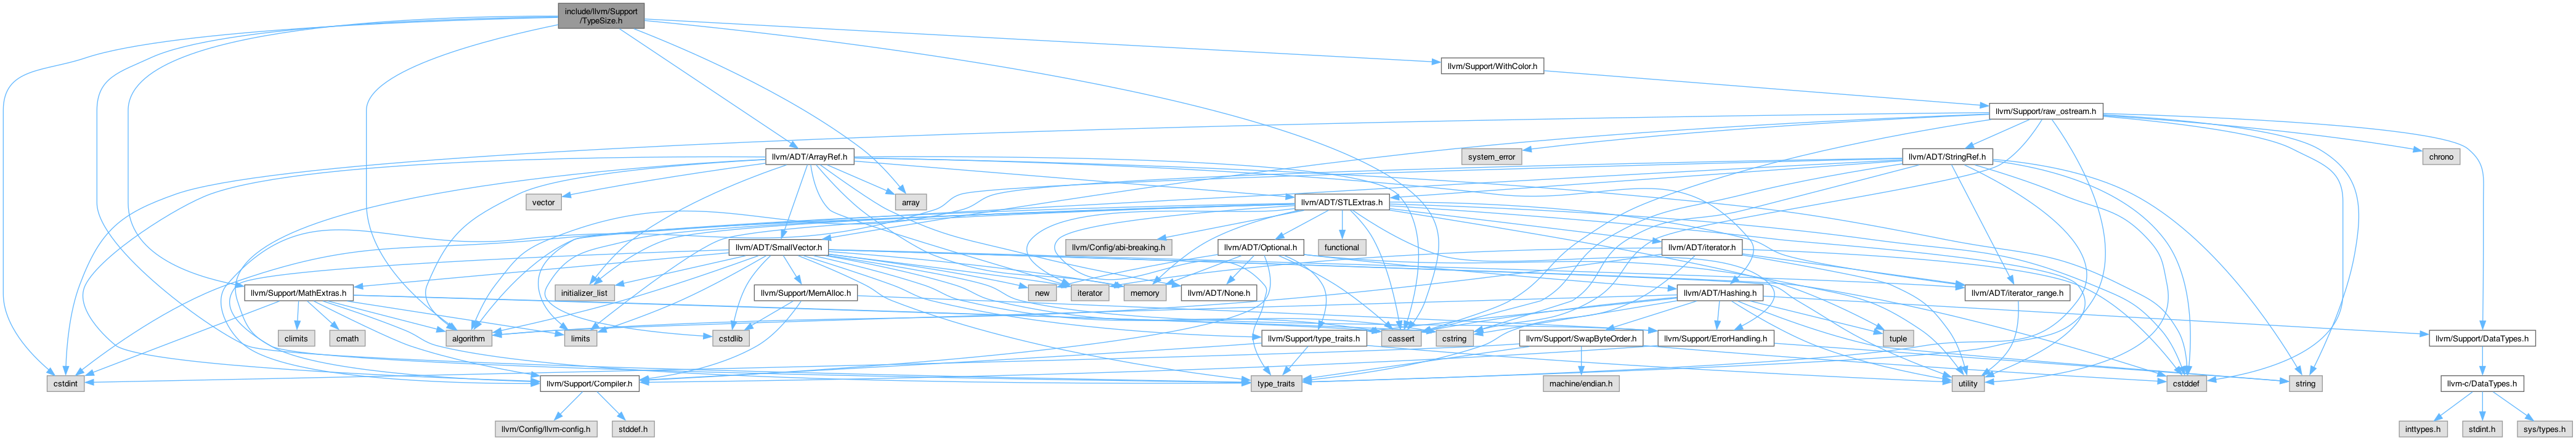 include/llvm/Support
/TypeSize.h
llvm/Support/WithColor.h
llvm/Support/raw_ostream.h
llvm/ADT/ArrayRef.h
system_error
llvm/ADT/StringRef.h
chrono
vector
array
llvm/ADT/STLExtras.h
llvm/ADT/SmallVector.h
llvm/Config/abi-breaking.h
llvm/ADT/Optional.h
functional
llvm/ADT/iterator.h
llvm/Support/MathExtras.h
initializer_list
llvm/Support/MemAlloc.h
new
iterator
memory
llvm/ADT/None.h
llvm/ADT/Hashing.h
llvm/ADT/iterator_range.h
climits
cmath
algorithm
limits
cstdlib
llvm/Support/type_traits.h
cassert
cstring
llvm/Support/SwapByteOrder.h
llvm/Support/ErrorHandling.h
tuple
llvm/Support/DataTypes.h
cstdint
llvm/Support/Compiler.h
type_traits
machine/endian.h
utility
cstddef
string
llvm-c/DataTypes.h
llvm/Config/llvm-config.h
stddef.h
inttypes.h
stdint.h
sys/types.h